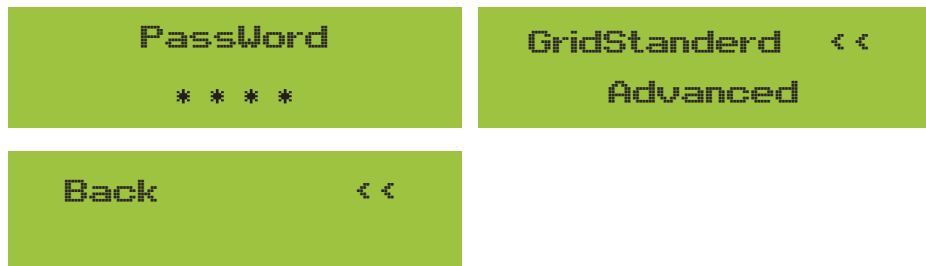 PassWord
* * * *
GridStanderd <<
Advanced
Back <<